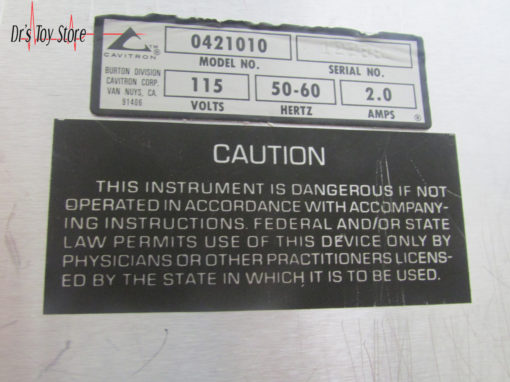 Dr's Toy Store
CAVITRON ®
0421010
MODEL NO.
SERIAL NO.
BURTON DIVISION
CAVITRON CORP.
VAN NUYS, CA.
91406
115
VOLTS
50-60
HERTZ
2.0
AMPS
CAUTION
THIS INSTRUMENT IS DANGEROUS IF NOT
OPERATED IN ACCORDANCE WITH ACCOMPANY-
ING INSTRUCTIONS. FEDERAL AND/OR STATE
LAW PERMITS USE OF THIS DEVICE ONLY BY
PHYSICIANS OR OTHER PRACTITIONERS LICENS-
ED BY THE STATE IN WHICH IT IS TO BE USED.